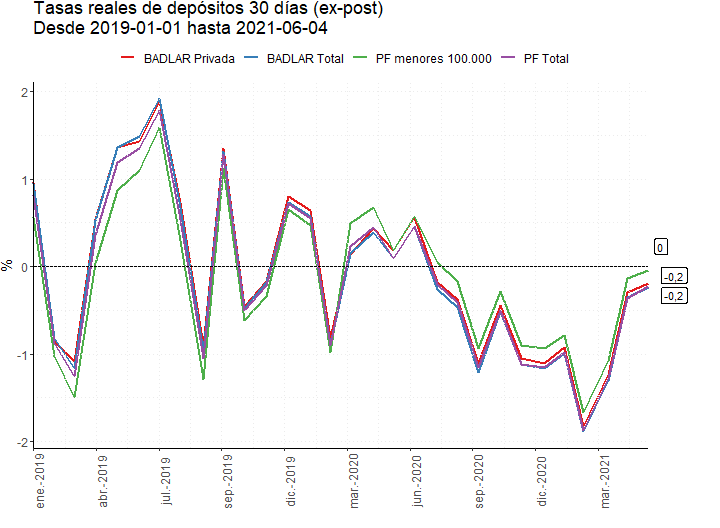 Tasas reales de depósitos 30 días (ex-post)
Desde 2019-01-01 hasta 2021-06-04
BADLAR Privada BADLAR Total PF menores 100.000 PF Total
%
2
1
0
-1
-2
0
-0,2
-0,2
ene.-2019
abr.-2019
jul.-2019
sep.-2019
dic.-2019
mar.-2020
jun.-2020
sep.-2020
dic.-2020
mar.-2021